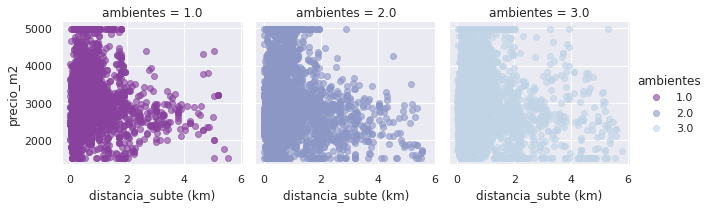 ambientes = 1.0
ambientes = 2.0
ambientes = 3.0
precio_m2
5000
4000
3000
2000
0 2 4 6
0 2 4 6
0 2 4 6
distancia_subte (km)
distancia_subte (km)
distancia_subte (km)
ambientes
1.0
2.0
3.0